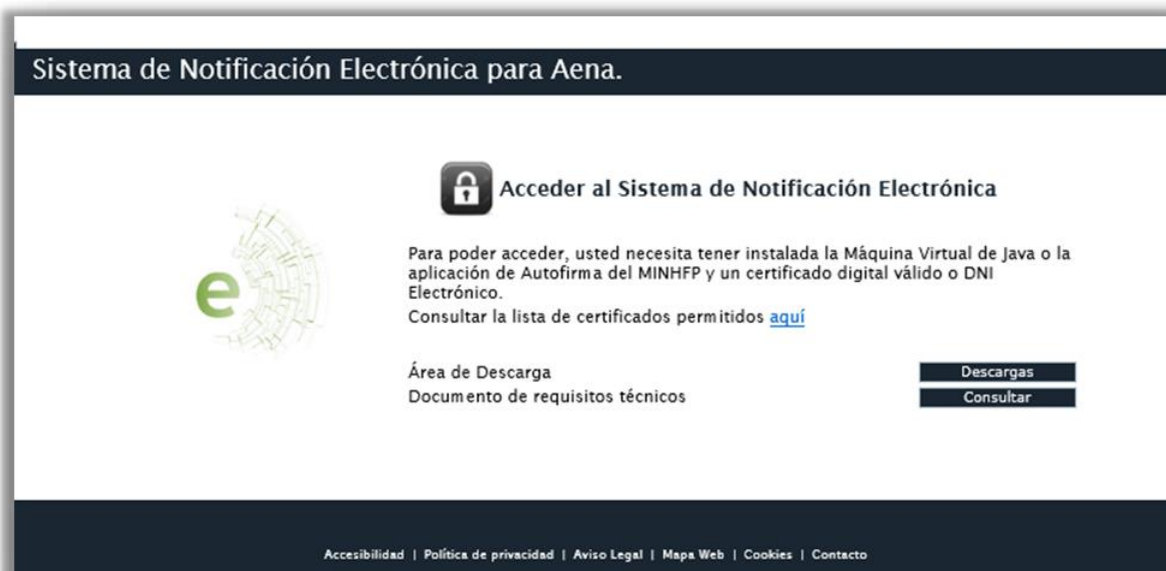 Sistema de Notificación Electrónica para Aena.
Acceder al Sistema de Notificación Electrónica
Para poder acceder, usted necesita tener instalada la Máquina Virtual de Java o la
aplicación de Autofirma del MINHFP y un certificado digital válido o DNI
Electrónico.
Consultar la lista de certificados permitidos aquí
e
Área de Descarga Descargas
Documento de requisitos técnicos Consultar
Accesibilidad | Política de privacidad | Aviso Legal | Mapa Web | Cookies | Contacto